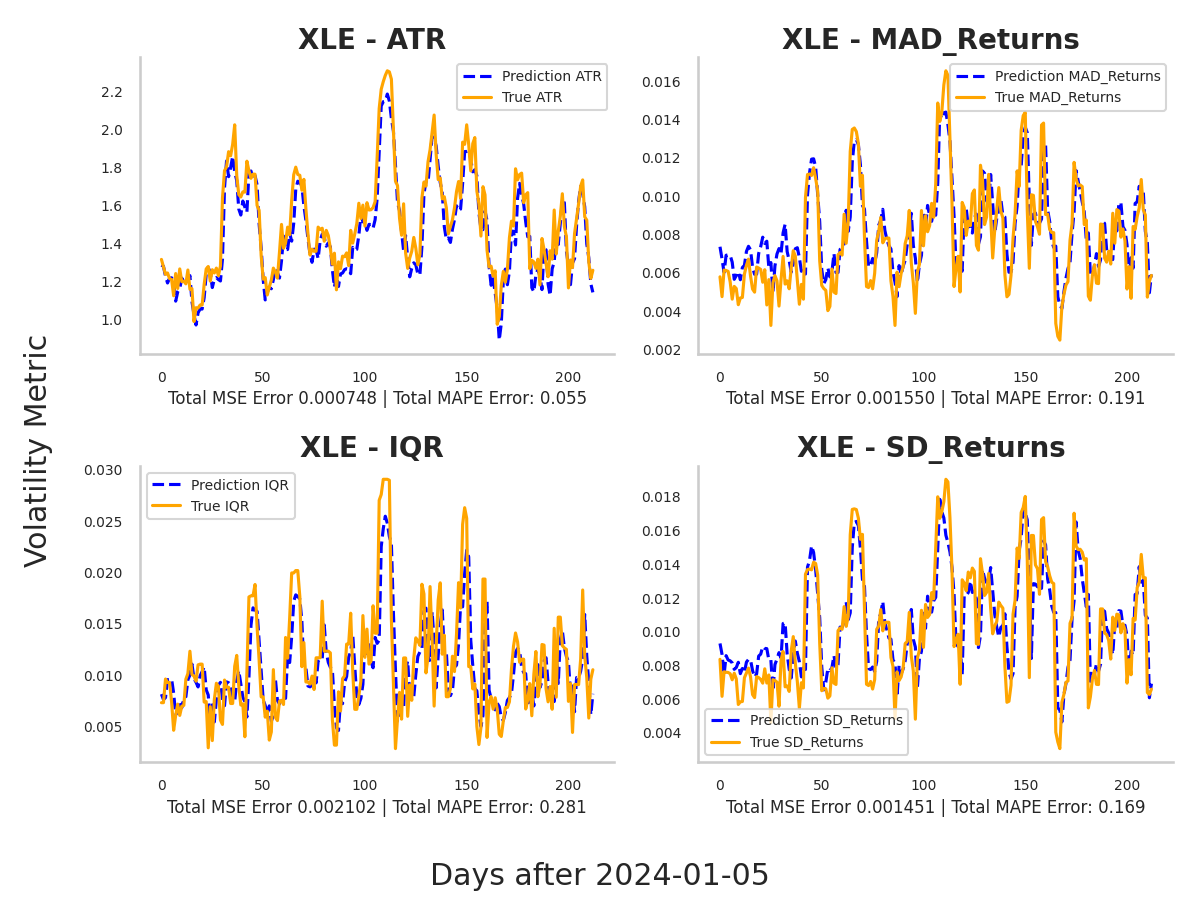 XLE - ATR
Prediction ATR
True ATR
2.2
2.0
1.8
1.6
1.4
1.2
1.0
0 50 100 150 200
Total MSE Error 0.000748 | Total MAPE Error: 0.055
XLE - MAD_Returns
Prediction MAD_Returns
True MAD_Returns
0.016
0.014
0.012
0.010
0.008
0.006
0.004
0.002
0 50 100 150 200
Total MSE Error 0.001550 | Total MAPE Error: 0.191
Volatility Metric
XLE - IQR
Prediction IQR
True IQR
0.030
0.025
0.020
0.015
0.010
0.005
0 50 100 150 200
Total MSE Error 0.002102 | Total MAPE Error: 0.281
XLE - SD_Returns
0.018
0.016
0.014
0.012
0.010
0.008
0.006
0.004
Prediction SD_Returns
True SD_Returns
0 50 100 150 200
Total MSE Error 0.001451 | Total MAPE Error: 0.169
Days after 2024-01-05